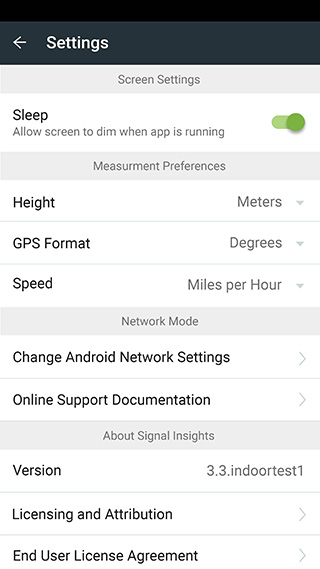 Settings
Screen Settings
Sleep
Allow screen to dim when app is running
Measurment Preferences
Height Meters
GPS Format Degrees
Speed Miles per Hour
Network Mode
Change Android Network Settings
Online Support Documentation
About Signal Insights
Version 3.3.indoortest1
Licensing and Attribution
End User License Agreement